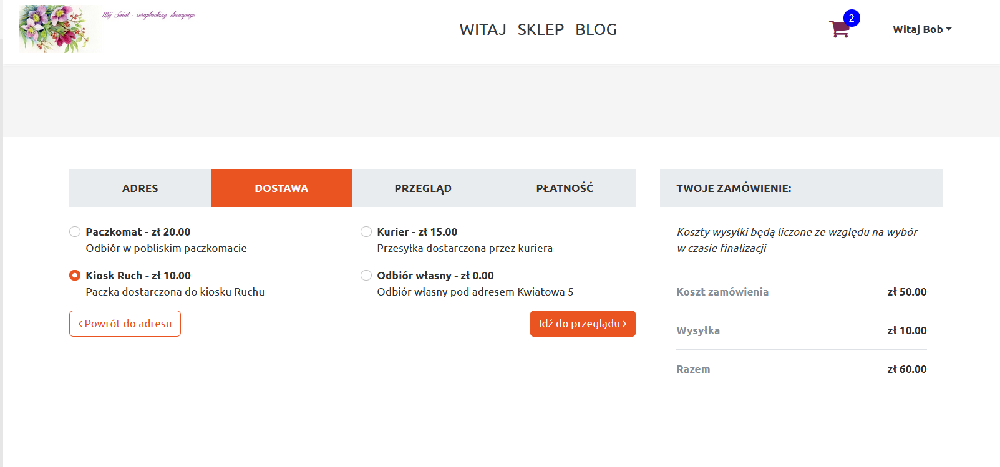 Mój Świat - scrapbooking, decuopage
WITAJ SKLEP BLOG
2
Witaj Bob
ADRES DOSTAWA PRZEGLĄD PŁATNOŚĆ
TWOJE ZAMÓWIENIE:
Paczkomat - zł 20.00
Odbiór w pobliskim paczkomacie
Kurier - zł 15.00
Przesyłka dostarczona przez kuriera
Kiosk Ruch - zł 10.00
Paczka dostarczona do kiosku Ruchu
Odbiór własny - zł 0.00
Odbiór własny pod adresem Kwiatowa 5
Powrót do adresu
Idź do przeglądu
Koszty wysyłki będą liczone ze względu na wybór
w czasie finalizacji
Koszt zamówienia zł 50.00
Wysyłka zł 10.00
Razem zł 60.00